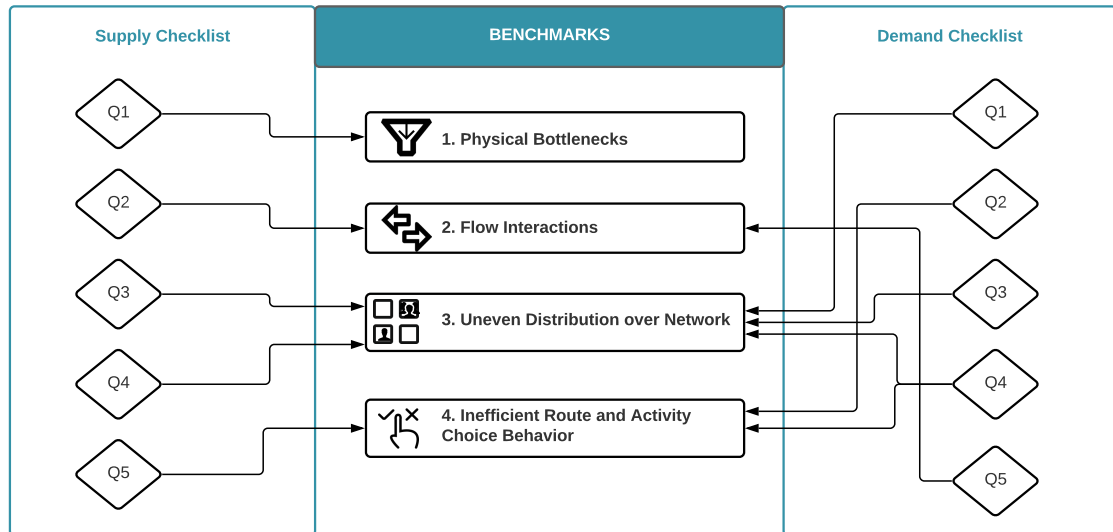 Supply Checklist
BENCHMARKS
Demand Checklist
Q1
Q2
Q3
Q4
Q5
1. Physical Bottlenecks
2. Flow Interactions
3. Uneven Distribution over Network
4. Inefficient Route and Activity
Choice Behavior
Q1
Q2
Q3
Q4
Q5